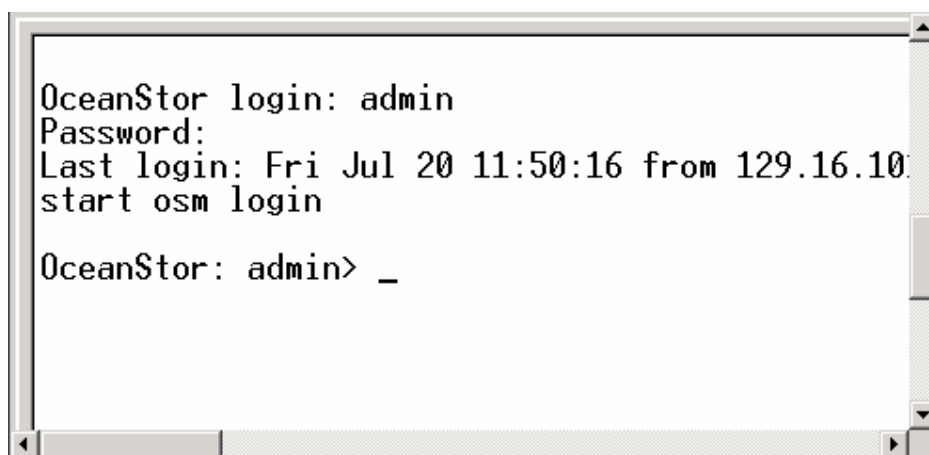 OceanStor login: admin
Password:
Last login: Fri Jul 20 11:50:16 from 129.16.10
start osm login
OceanStor: admin> _